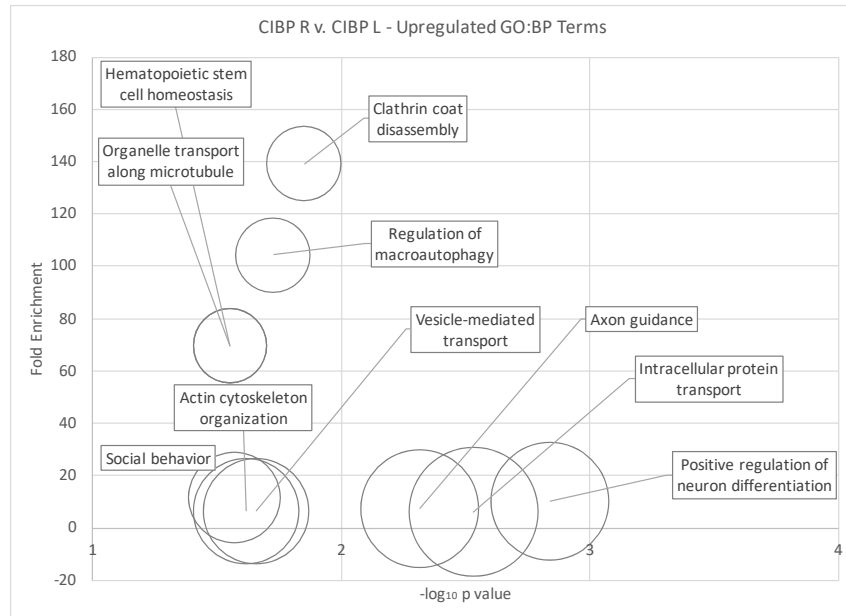 CIBP R v. CIBP L - Upregulated GO:BP Terms
180
160
140
120
100
80
60
40
20
0
-20
Fold Enrichment
Hematopoietic stem
cell homeostasis
Clathrin coat
disassembly
Organelle transport
along microtubule
Regulation of
macroautophagy
Vesicle-mediated
transport
Axon guidance
Intracellular protein
transport
Actin cytoskeleton
organization
Social behavior
Positive regulation of
neuron differentiation
1
2
3
4
-log₁₀ p value